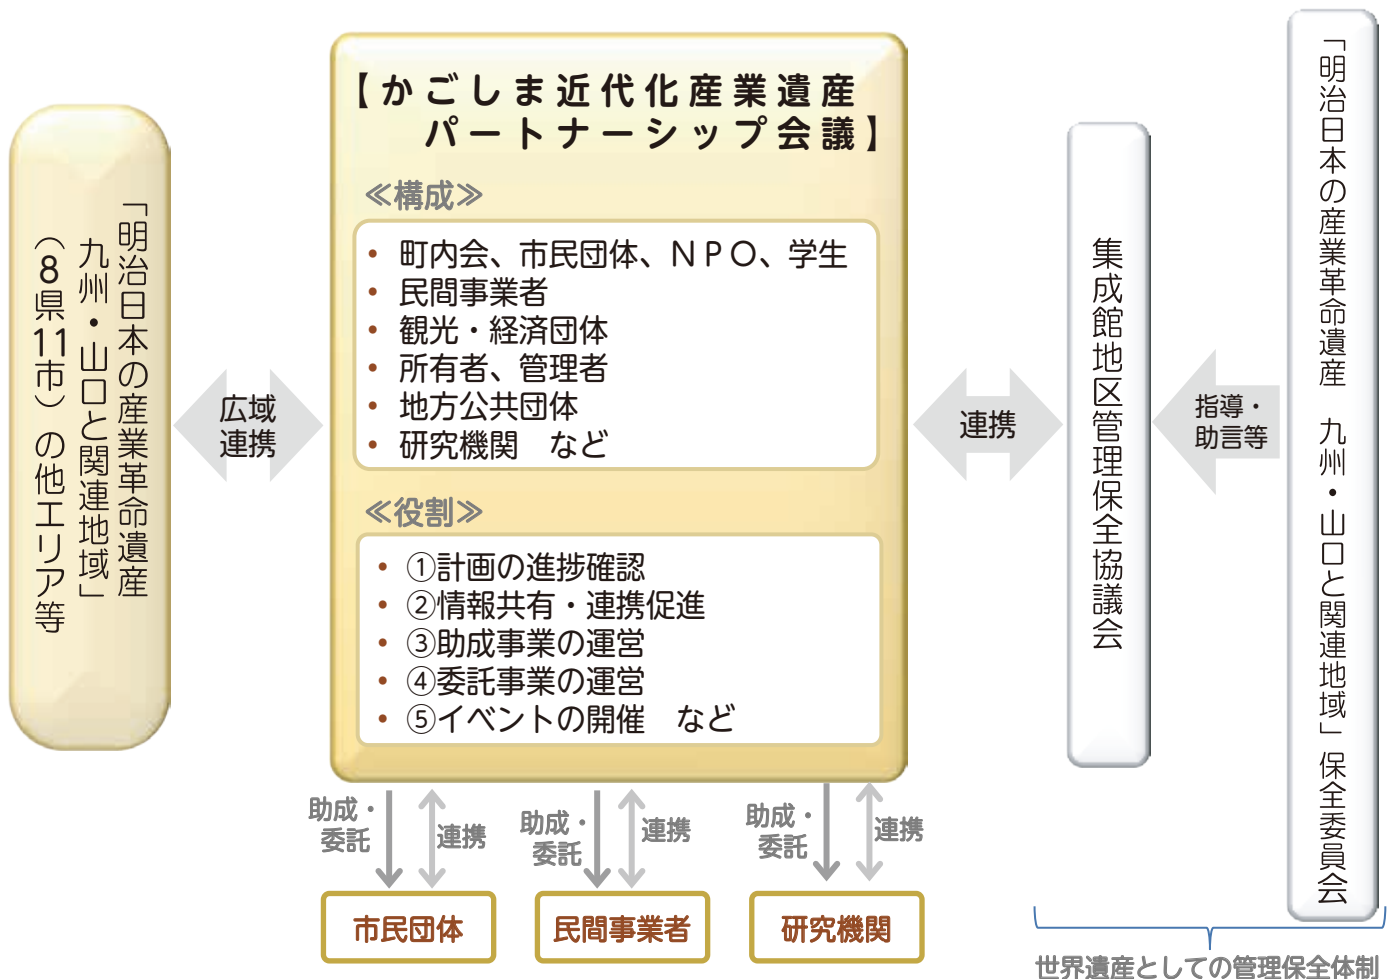 「明治日本の産業革命遺産
九州・山口と関連地域」
（8県11市）の他エリア等
広域
連携
【かごしま近代化産業遺産
パートナーシップ会議】
≪構成≫
• 町内会、市民団体、ＮＰＯ、学生
• 民間事業者
• 観光・経済団体
• 所有者、管理者
• 地方公共団体
• 研究機関　など
≪役割≫
• ①計画の進捗確認
• ②情報共有・連携促進
• ③助成事業の運営
• ④委託事業の運営
• ⑤イベントの開催　など
連携
集成館地区管理保全協議会
指導・
助言等
「明治日本の産業革命遺産　九州・山口と関連地域」保全委員会
助成・
委託
連携
助成・
委託
連携
助成・
委託
連携
市民団体
民間事業者
研究機関
世界遺産としての管理保全体制